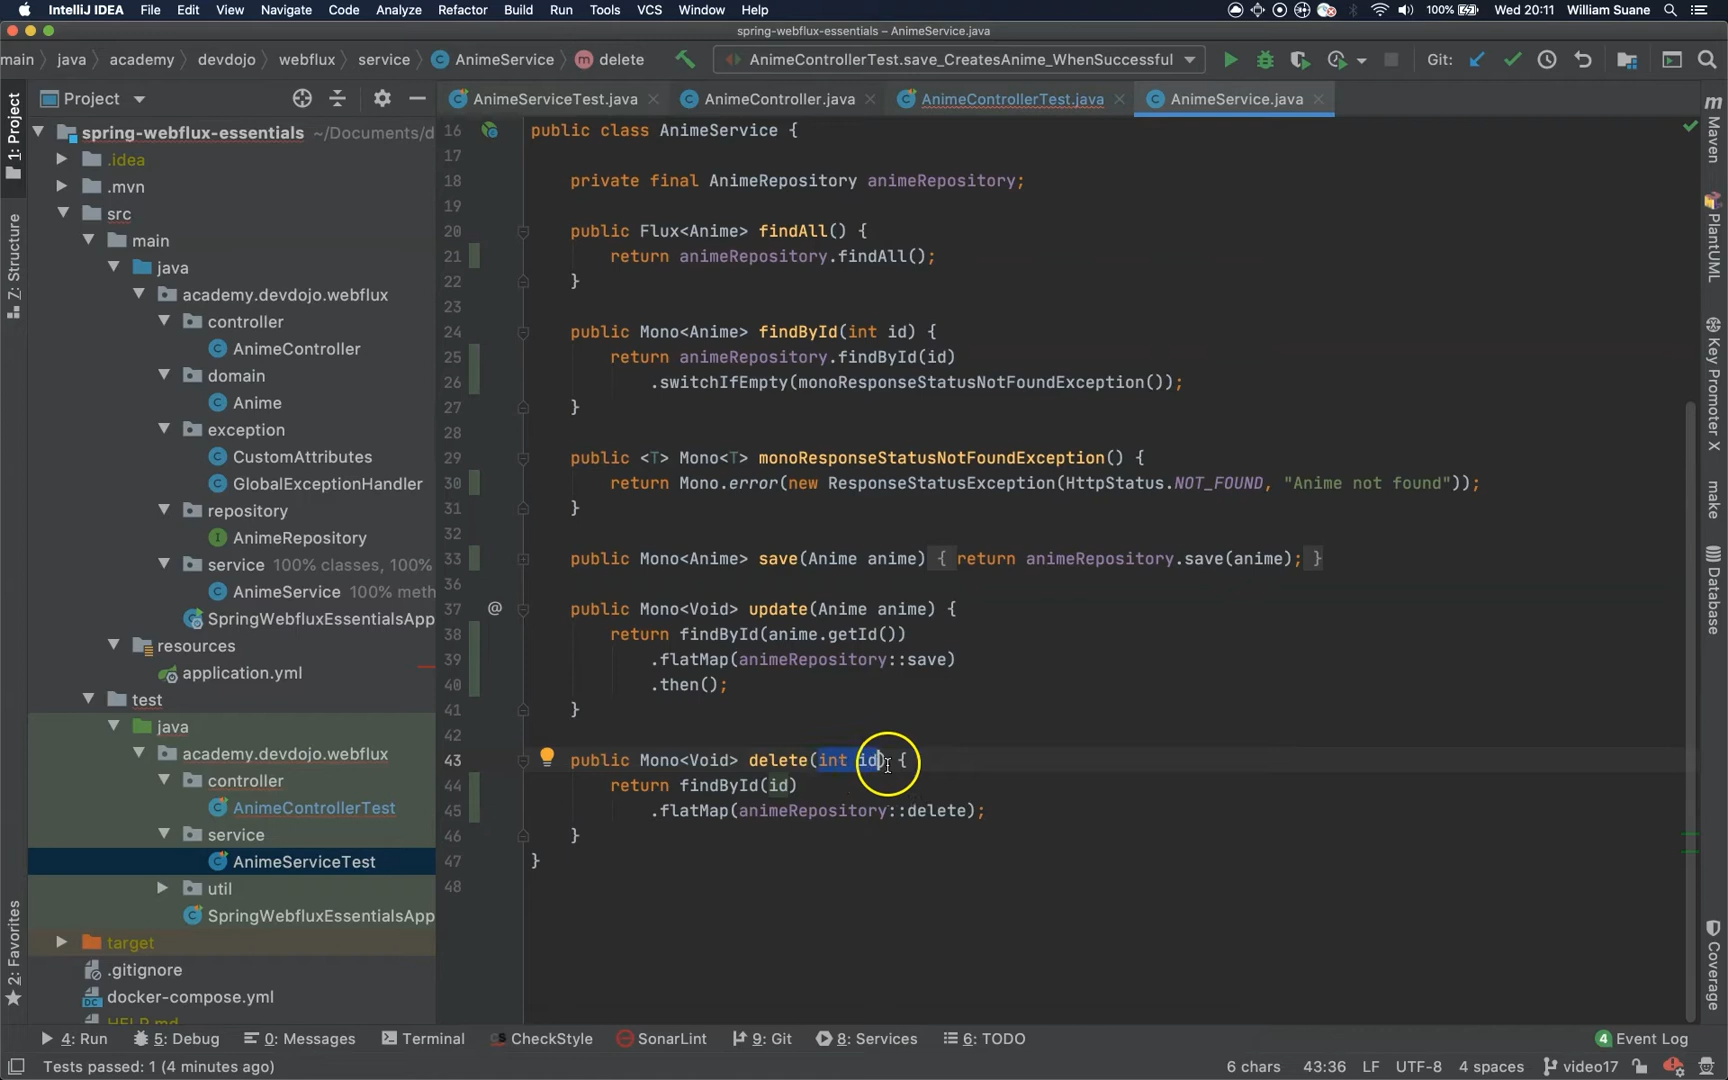 IntelliJ IDEA File Edit View Navigate Code Analyze Refactor Build Run Tools VCS Window Help 100% Wed 20:11 William Suane
spring-webflux-essentials – AnimeService.java
main java academy devdojo webflux service AnimeService delete AnimeControllerTest.save_CreatesAnime_WhenSuccessful Git:
Project AnimeServiceTest.java AnimeController.java AnimeControllerTest.java AnimeService.java
spring-webflux-essentials ~/Documents/d
.idea
.mvn
src
main
java
academy.devdojo.webflux
controller
AnimeController
domain
Anime
exception
CustomAttributes
GlobalExceptionHandler
repository
AnimeRepository
service 100% classes, 100%
AnimeService 100% meth
SpringWebfluxEssentialsApp
resources
application.yml
test
java
academy.devdojo.webflux
controller
AnimeControllerTest
service
AnimeServiceTest
util
SpringWebfluxEssentialsApp
target
.gitignore
docker-compose.yml
HELP.md
16 public class AnimeService {
17
18 private final AnimeRepository animeRepository;
19
20 public Flux<Anime> findAll() {
21 return animeRepository.findAll();
22 }
23
24 public Mono<Anime> findById(int id) {
25 return animeRepository.findById(id)
26 .switchIfEmpty(monoResponseStatusNotFoundException());
27 }
28
29 public <T> Mono<T> monoResponseStatusNotFoundException() {
30 return Mono.error(new ResponseStatusException(HttpStatus.NOT_FOUND, "Anime not found"));
31 }
32
33 public Mono<Anime> save(Anime anime) { return animeRepository.save(anime); }
36
37 @ public Mono<Void> update(Anime anime) {
38 return findById(anime.getId())
39 .flatMap(animeRepository::save)
40 .then();
41 }
42
43 public Mono<Void> delete(int id) {
44 return findById(id)
45 .flatMap(animeRepository::delete);
46 }
47 }
48
1: Project
7: Structure
2: Favorites
m
Maven
PlantUML
Key Promoter X
make
Database
Coverage
4: Run 5: Debug 0: Messages Terminal CS CheckStyle SonarLint 9: Git 8: Services 6: TODO 4 Event Log
Tests passed: 1 (4 minutes ago) 6 chars 43:36 LF UTF-8 4 spaces video17